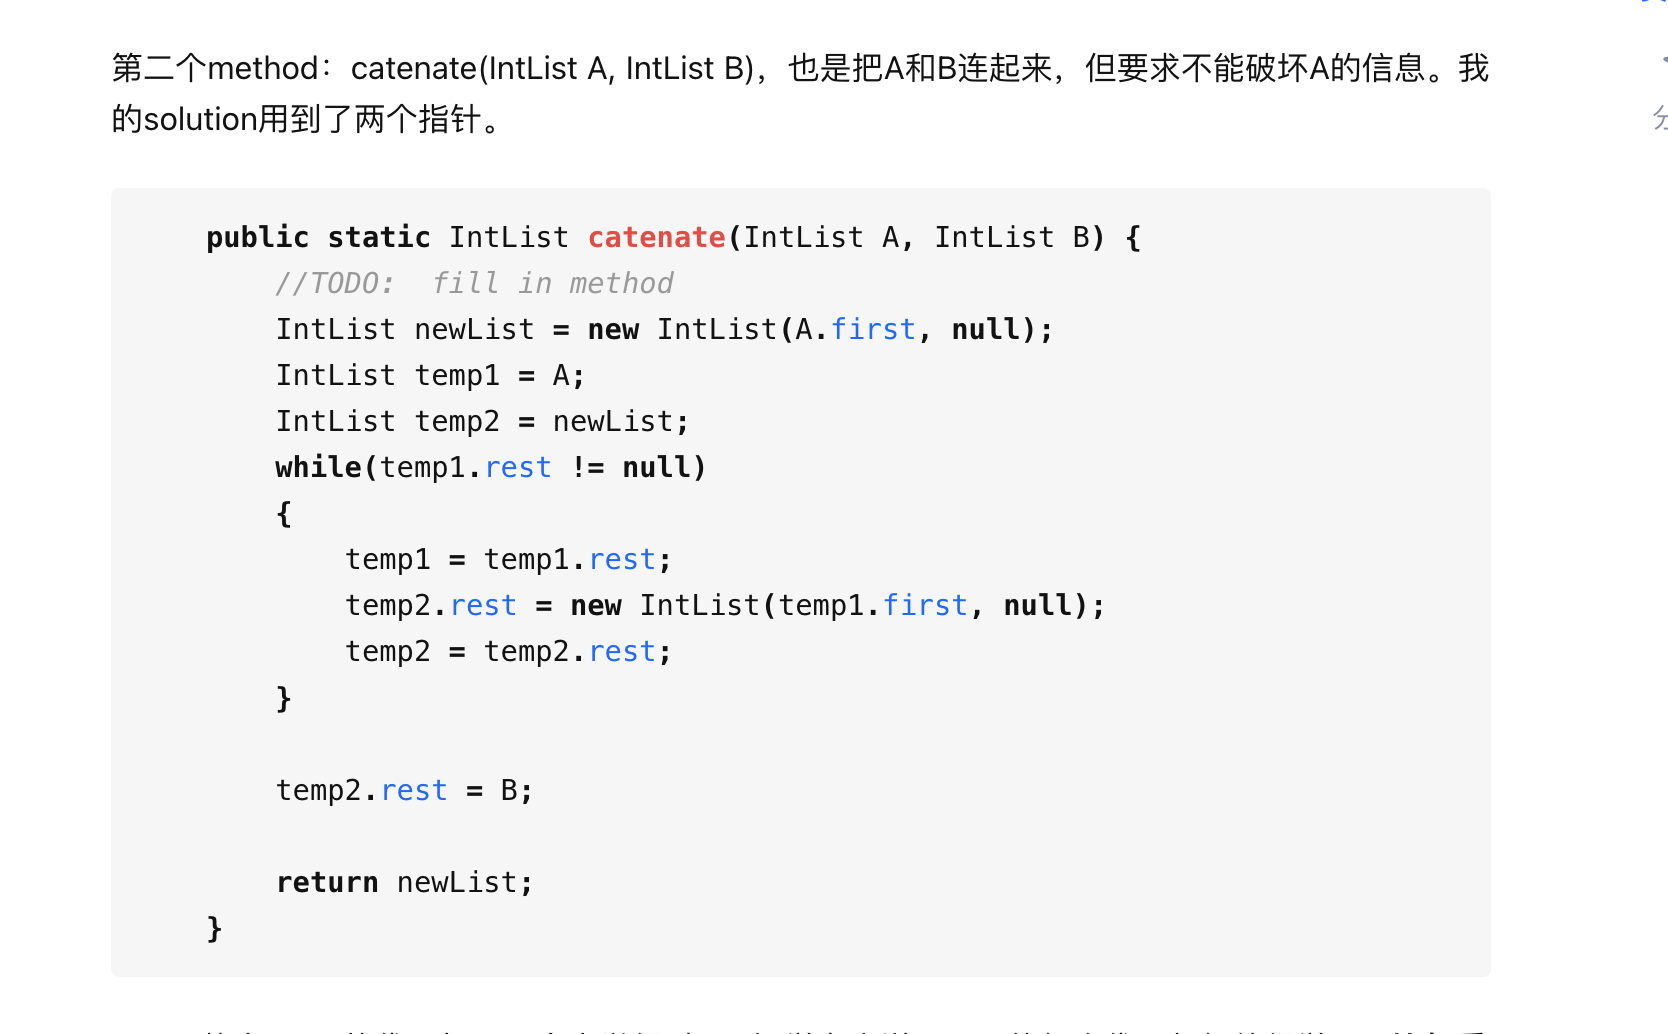 第二个method：catenate(IntList A, IntList B)，也是把A和B连起来，但要求不能破坏A的信息。我
的solution用到了两个指针。
public static IntList catenate(IntList A, IntList B) {
//TODO:  fill in method
IntList newList = new IntList(A.first, null);
IntList temp1 = A;
IntList temp2 = newList;
while(temp1.rest != null)
{
temp1 = temp1.rest;
temp2.rest = new IntList(temp1.first, null);
temp2 = temp2.rest;
}
temp2.rest = B;
return newList;
}